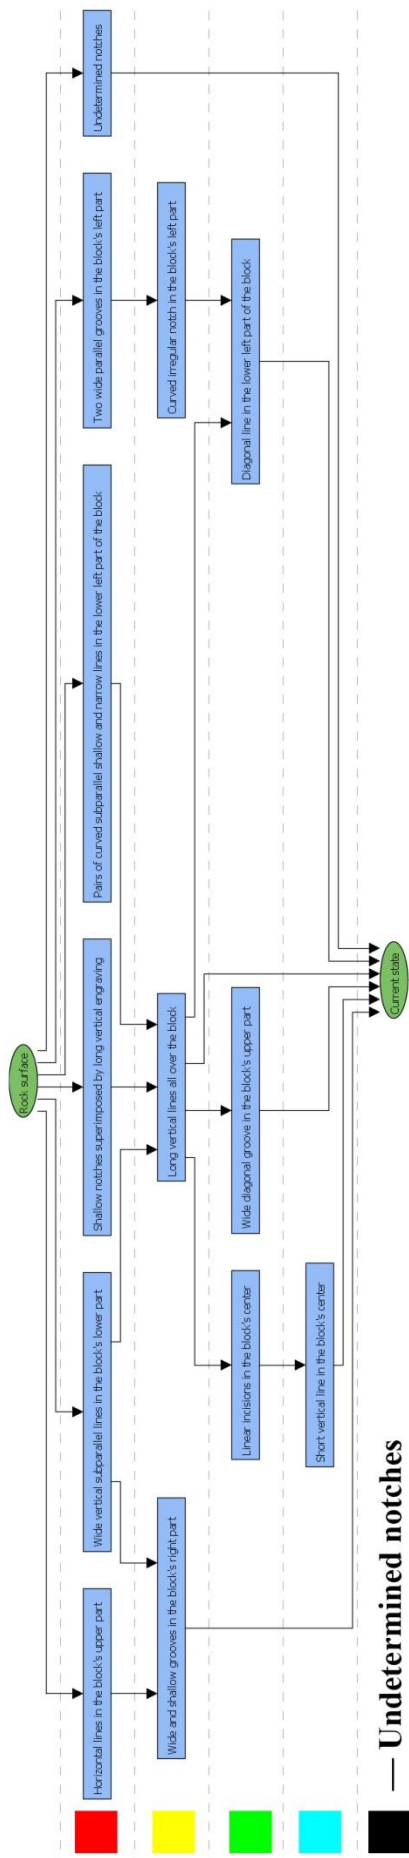 Rock surface
Horizontal lines in the block's upper part
Wide vertical subparallel lines in the block's lower part
Shallow notches superimposed by long vertical engraving
Pairs of curved subparallel shallow and narrow lines in the lower left part of the block
Two wide parallel grooves in the block's left part
Undetermined notches
Wide and shallow grooves in the block's right part
Long vertical lines all over the block
Curved irregular notch in the block's left part
Linear incisions in the block's center
Wide diagonal groove in the block's upper part
Diagonal line in the lower left part of the block
Short vertical line in the block's center
Current state
— Undetermined notches